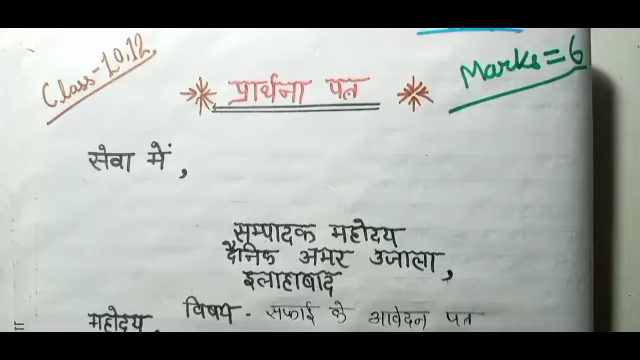 Class-10,12
Marks=6
प्रार्थना पत्र
सेवा में,
सम्पादक महोदय
दैनिक अमर उजाला,
इलाहाबाद
विषय - सफाई के आवेदन पत्र
महोदय,